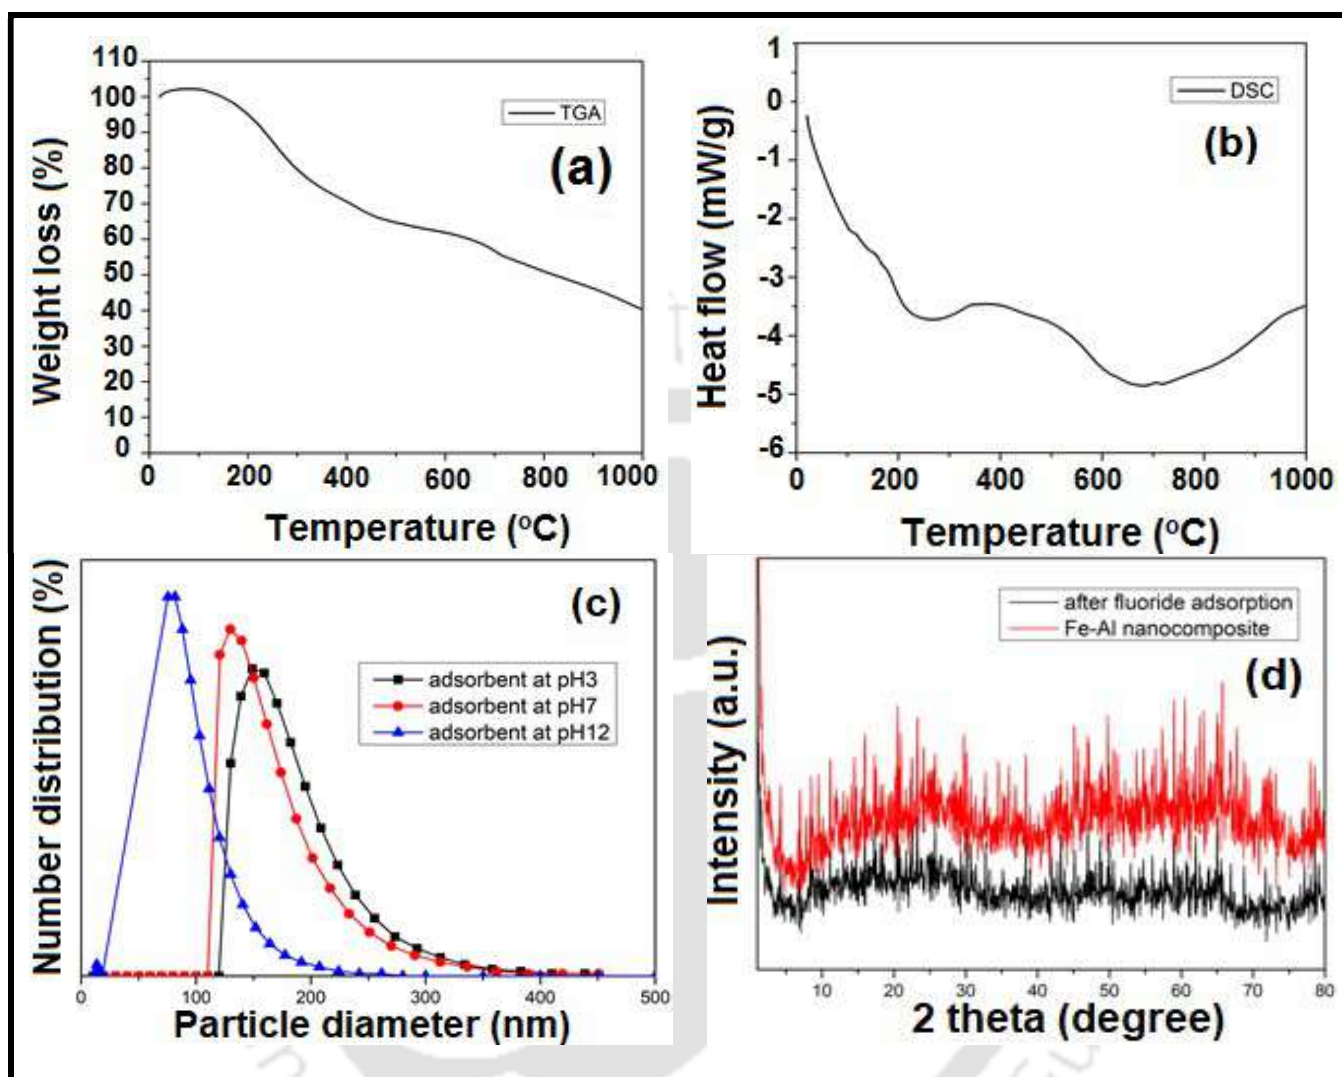 110
100
90
80
70
60
50
40
30
20
10
0
Weight loss (%)
TGA
(a)
0 200 400 600 800 1000
Temperature (°C)
1
0
-1
-2
-3
-4
-5
-6
Heat flow (mW/g)
DSC
(b)
0 200 400 600 800 1000
Temperature (°C)
Number distribution (%)
(c)
adsorbent at pH3
adsorbent at pH7
adsorbent at pH12
0 100 200 300 400 500
Particle diameter (nm)
Intensity (a.u.)
after fluoride adsorption
Fe-Al nanocomposite
(d)
10 20 30 40 50 60 70 80
2 theta (degree)